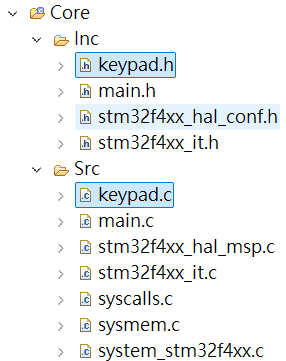 Core
Inc
keypad.h
main.h
stm32f4xx_hal_conf.h
stm32f4xx_it.h
Src
keypad.c
main.c
stm32f4xx_hal_msp.c
stm32f4xx_it.c
syscalls.c
sysmem.c
system_stm32f4xx.c